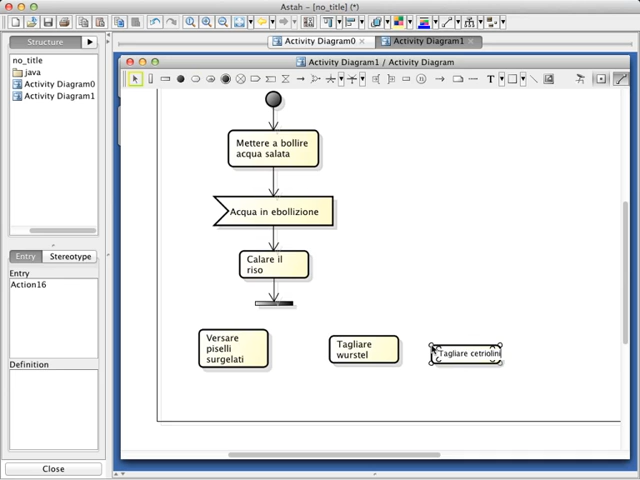 Astah - [no_title] (*)
Structure
Activity Diagram0
Activity Diagram1
no_title
java
Activity Diagram0
Activity Diagram1
Activity Diagram1 / Activity Diagram
T
Mettere a bollire
acqua salata
Acqua in ebollizione
Calare il
riso
Versare
piselli
surgelati
Tagliare
wurstel
Tagliare cetriolini
Entry
Stereotype
Entry
Action16
Definition
Close